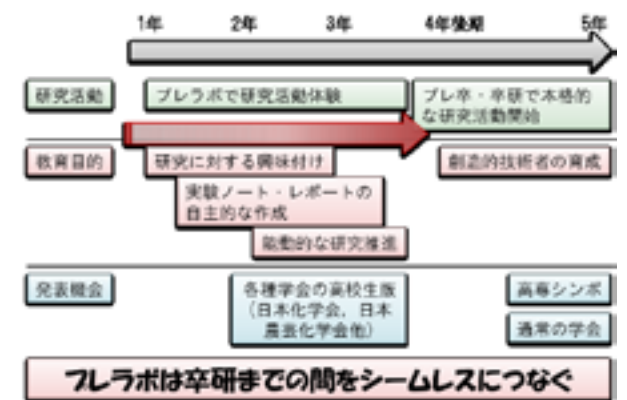 1年 2年 3年 4年後期 5年
研究活動
プレラボで研究活動体験
プレ卒・卒研で本格的
な研究活動開始
教育目的
研究に対する興味付け
創造的技術者の育成
実験ノート・レポートの
自主的な作成
能動的な研究推進
発表機会
各種学会の高校生版
(日本化学会，日本
農芸化学会他)
高専シンポ
通常の学会
プレラボは卒研までの間をシームレスにつなぐ